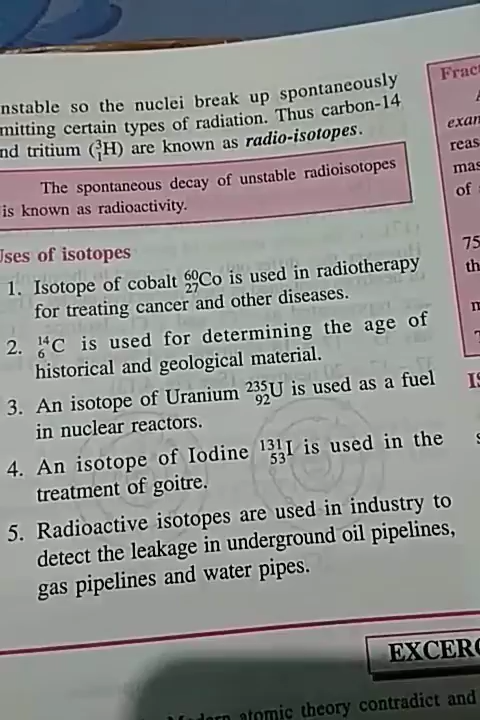 nstable so the nuclei break up spontaneously
mitting certain types of radiation. Thus carbon-14
nd tritium (³₁H) are known as radio-isotopes.
The spontaneous decay of unstable radioisotopes
is known as radioactivity.
Uses of isotopes
1. Isotope of cobalt ⁶⁰₂₇Co is used in radiotherapy
for treating cancer and other diseases.
2. ¹⁴₆C is used for determining the age of
historical and geological material.
3. An isotope of Uranium ²³⁵₉₂U is used as a fuel
in nuclear reactors.
4. An isotope of Iodine ¹³¹₅₃I is used in the
treatment of goitre.
5. Radioactive isotopes are used in industry to
detect the leakage in underground oil pipelines,
gas pipelines and water pipes.
EXCER
Modern atomic theory contradict and
Frac
exam
reas
mas
of
75
th
IS